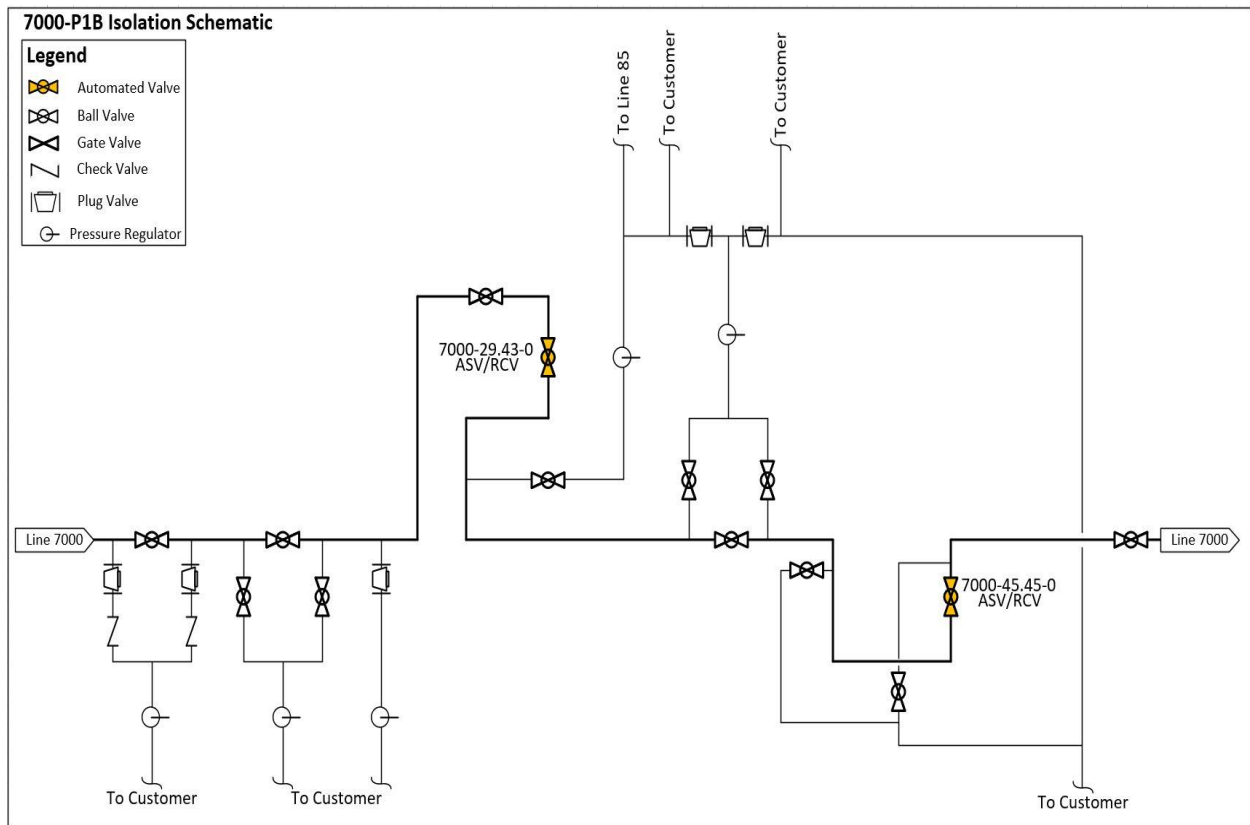 7000-P1B Isolation Schematic
Legend
Automated Valve
Ball Valve
Gate Valve
Check Valve
Plug Valve
Pressure Regulator
To Line 85
To Customer
To Customer
7000-29.43-0
ASV/RCV
Line 7000
Line 7000
7000-45.45-0
ASV/RCV
To Customer
To Customer
To Customer